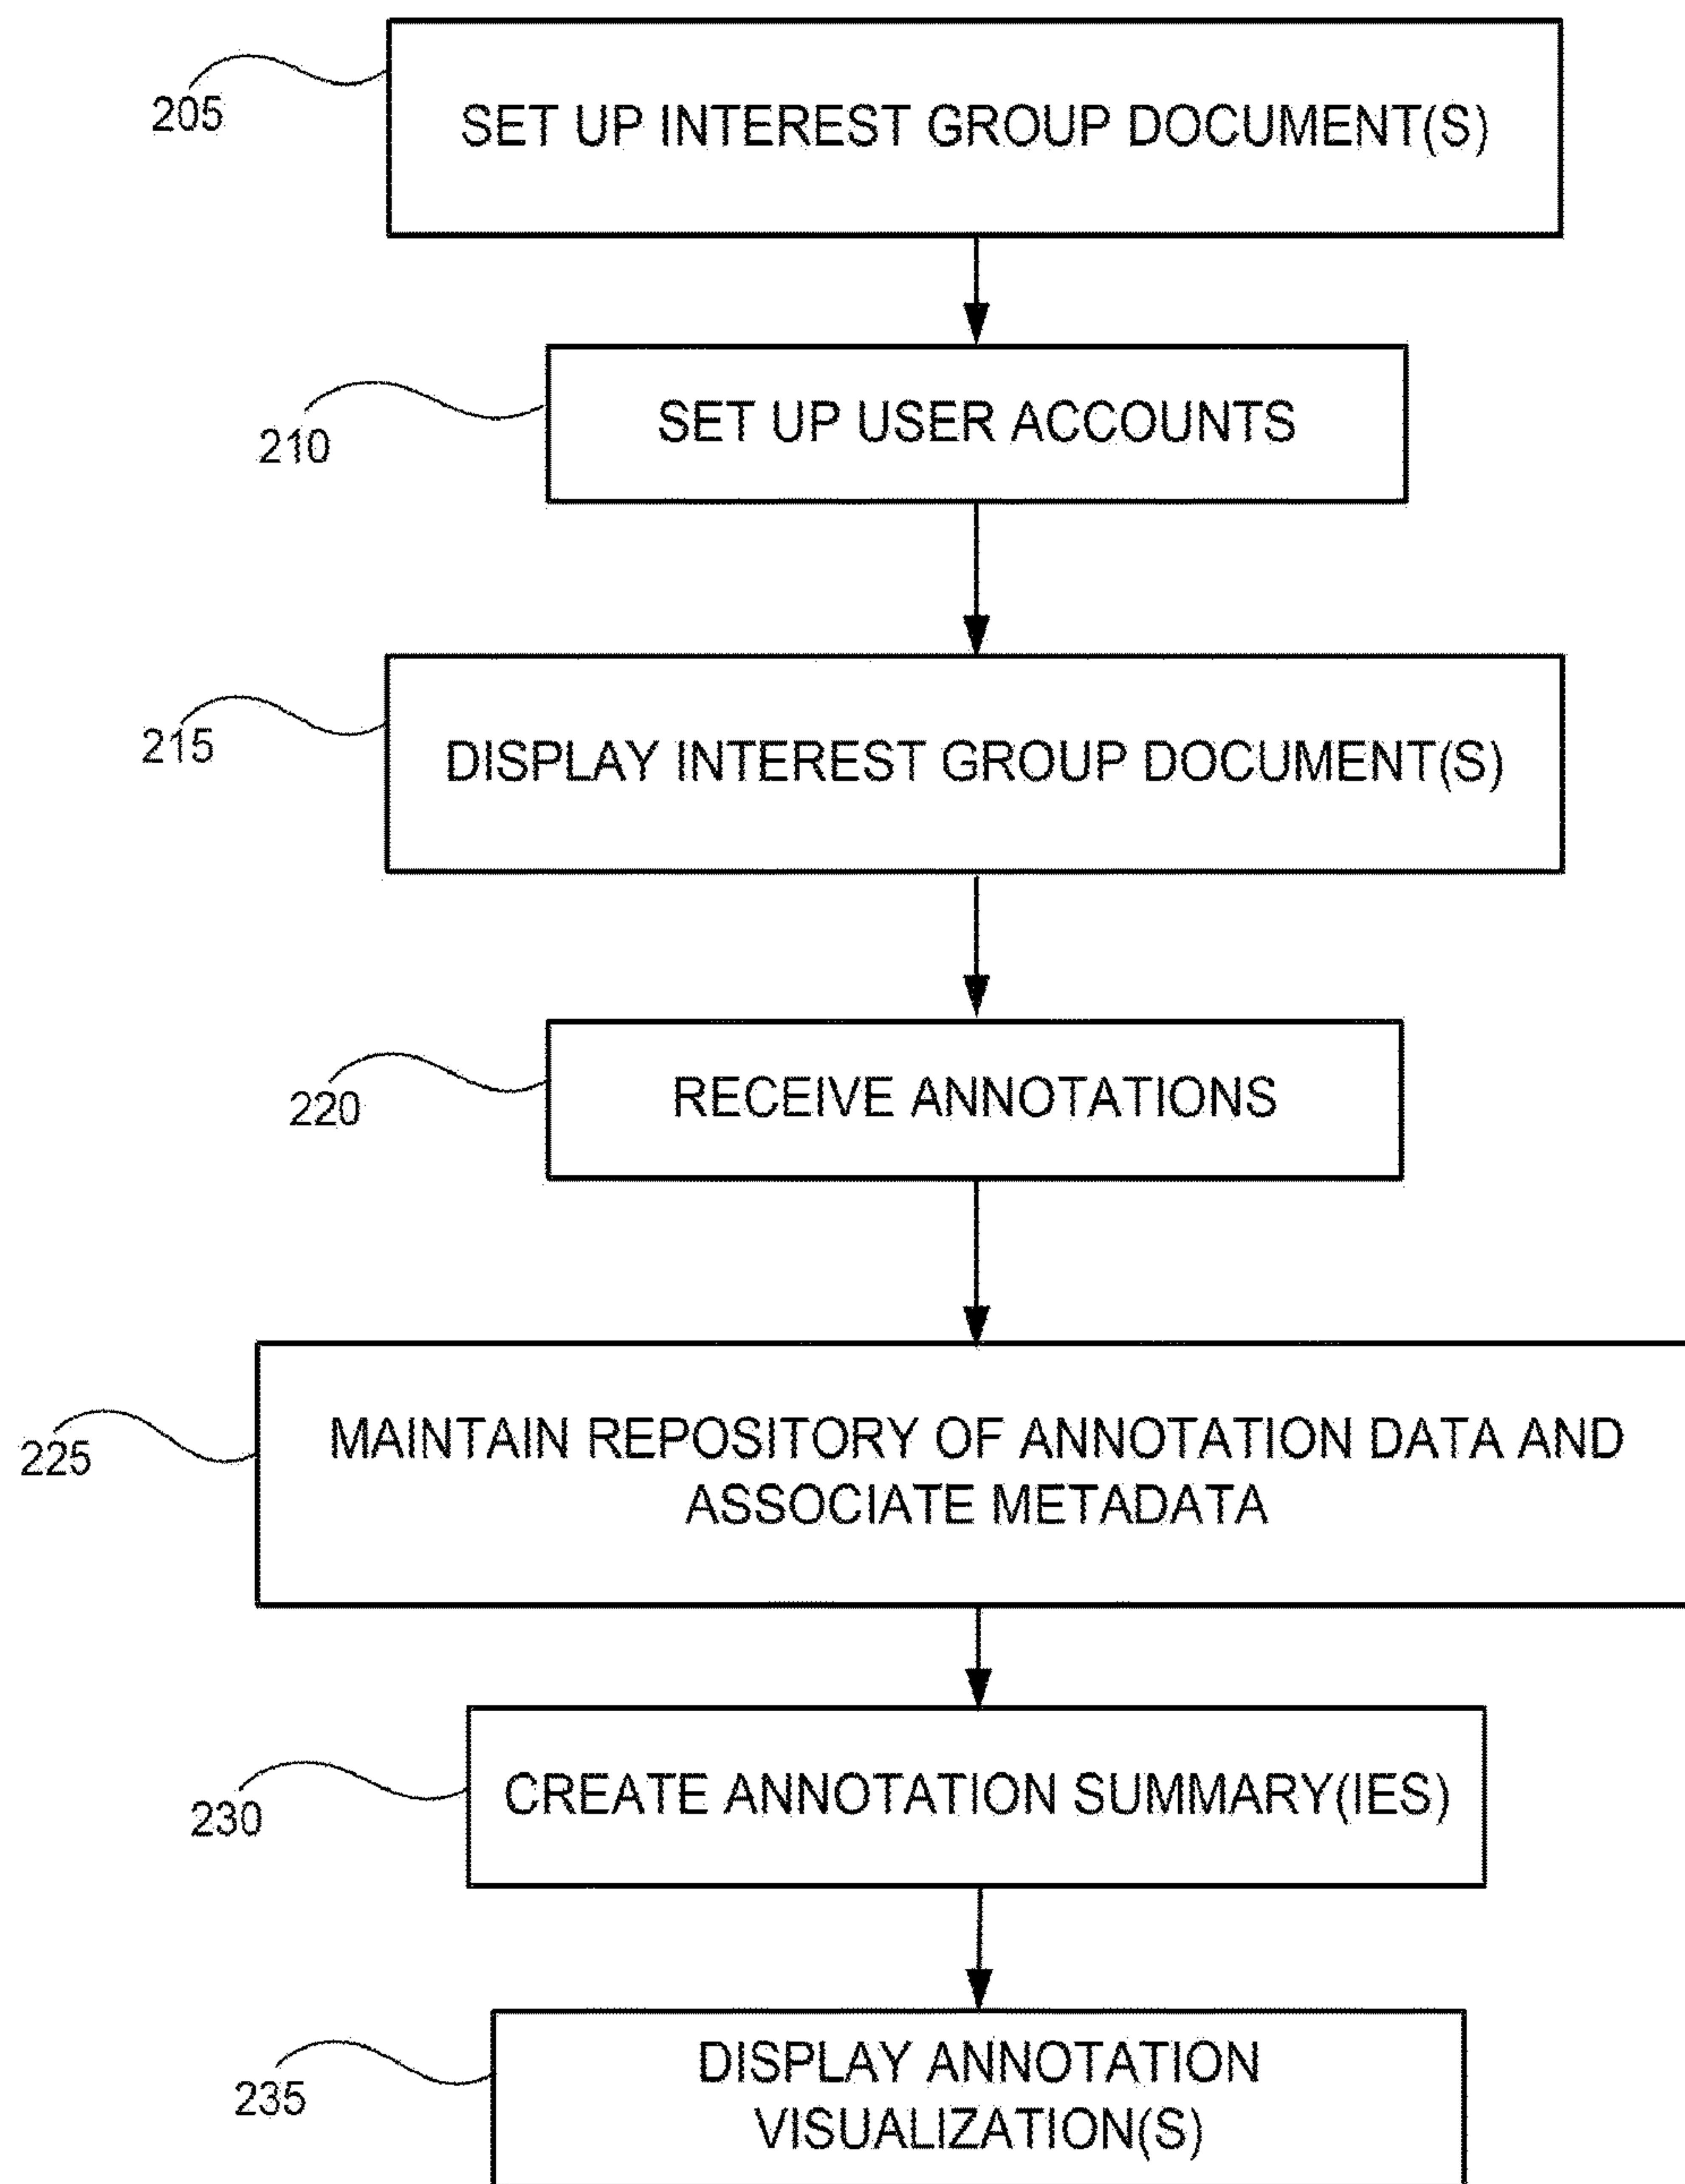 205
SET UP INTEREST GROUP DOCUMENT(S)
210
SET UP USER ACCOUNTS
215
DISPLAY INTEREST GROUP DOCUMENT(S)
220
RECEIVE ANNOTATIONS
225
MAINTAIN REPOSITORY OF ANNOTATION DATA AND
ASSOCIATE METADATA
230
CREATE ANNOTATION SUMMARY(IES)
235
DISPLAY ANNOTATION
VISUALIZATION(S)